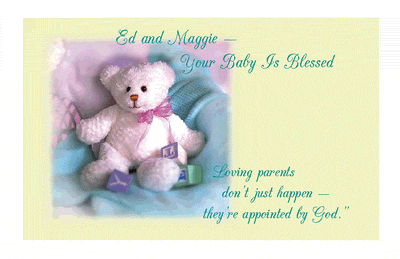 Ed and Maggie —
Your Baby Is Blessed
Loving parents
don't just happen —
they're appointed by God."